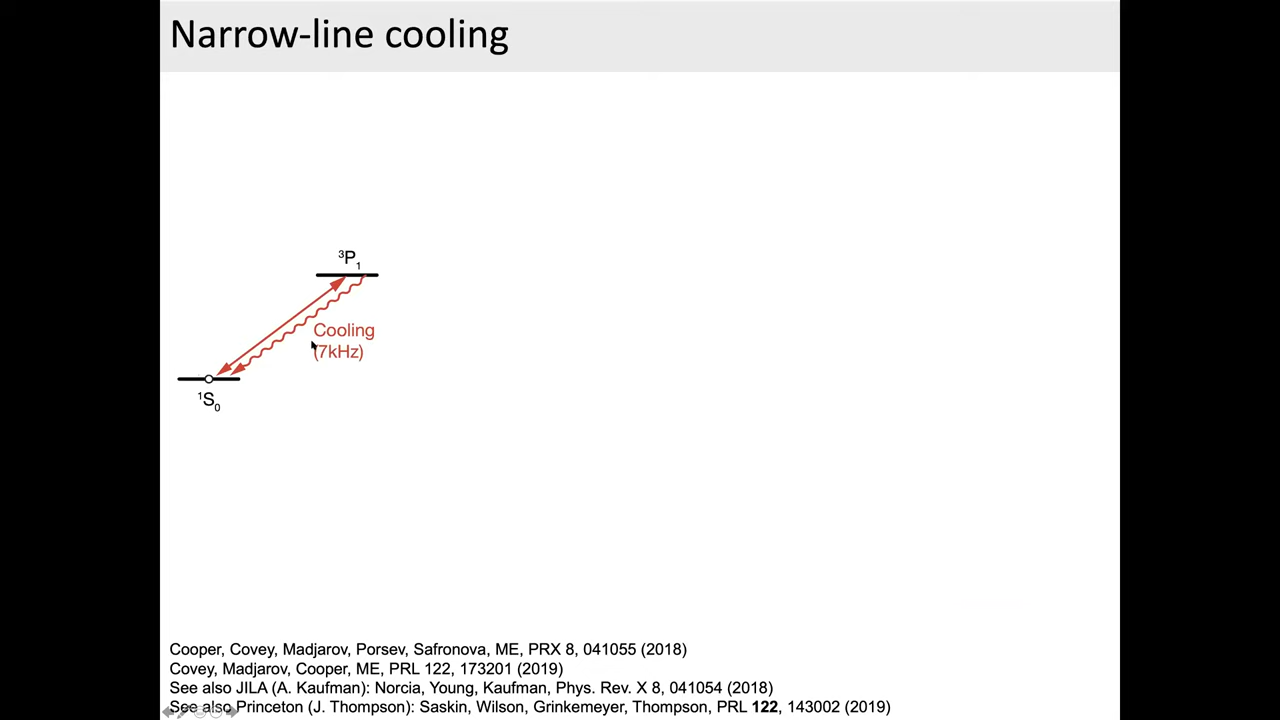 Narrow-line cooling
³P₁
Cooling
(7kHz)
¹S₀
Cooper, Covey, Madjarov, Porsev, Safronova, ME, PRX 8, 041055 (2018)
Covey, Madjarov, Cooper, ME, PRL 122, 173201 (2019)
See also JILA (A. Kaufman): Norcia, Young, Kaufman, Phys. Rev. X 8, 041054 (2018)
See also Princeton (J. Thompson): Saskin, Wilson, Grinkemeyer, Thompson, PRL 122, 143002 (2019)